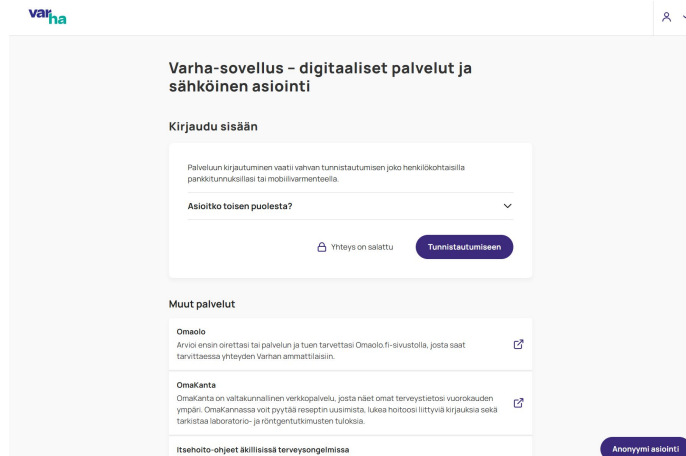 varha
Varha-sovellus – digitaaliset palvelut ja
sähköinen asiointi
Kirjaudu sisään
Palveluun kirjautuminen vaatii vahvan tunnistautumisen joko henkilökohtaisilla
pankkitunnuksillasi tai mobiilivarmenteella.
Asioitko toisen puolesta?
Yhteys on salattu
Tunnistautumiseen
Muut palvelut
Omaolo
Arvioi ensin oirettasi tai palvelun ja tuen tarvettasi Omaolo.fi-sivustolla, josta saat
tarvittaessa yhteyden Varhan ammattilaisiin.
OmaKanta
OmaKanta on valtakunnallinen verkkopalvelu, josta näet omat terveystietosi vuorokauden
ympäri. OmaKannassa voit pyytää reseptin uusimista, lukea hoitoosi liittyviä kirjauksia sekä
tarkistaa laboratorio- ja röntgentutkimusten tuloksia.
Itsehoito-ohjeet äkillisissä terveysongelmissa
Anonyymi asiointi